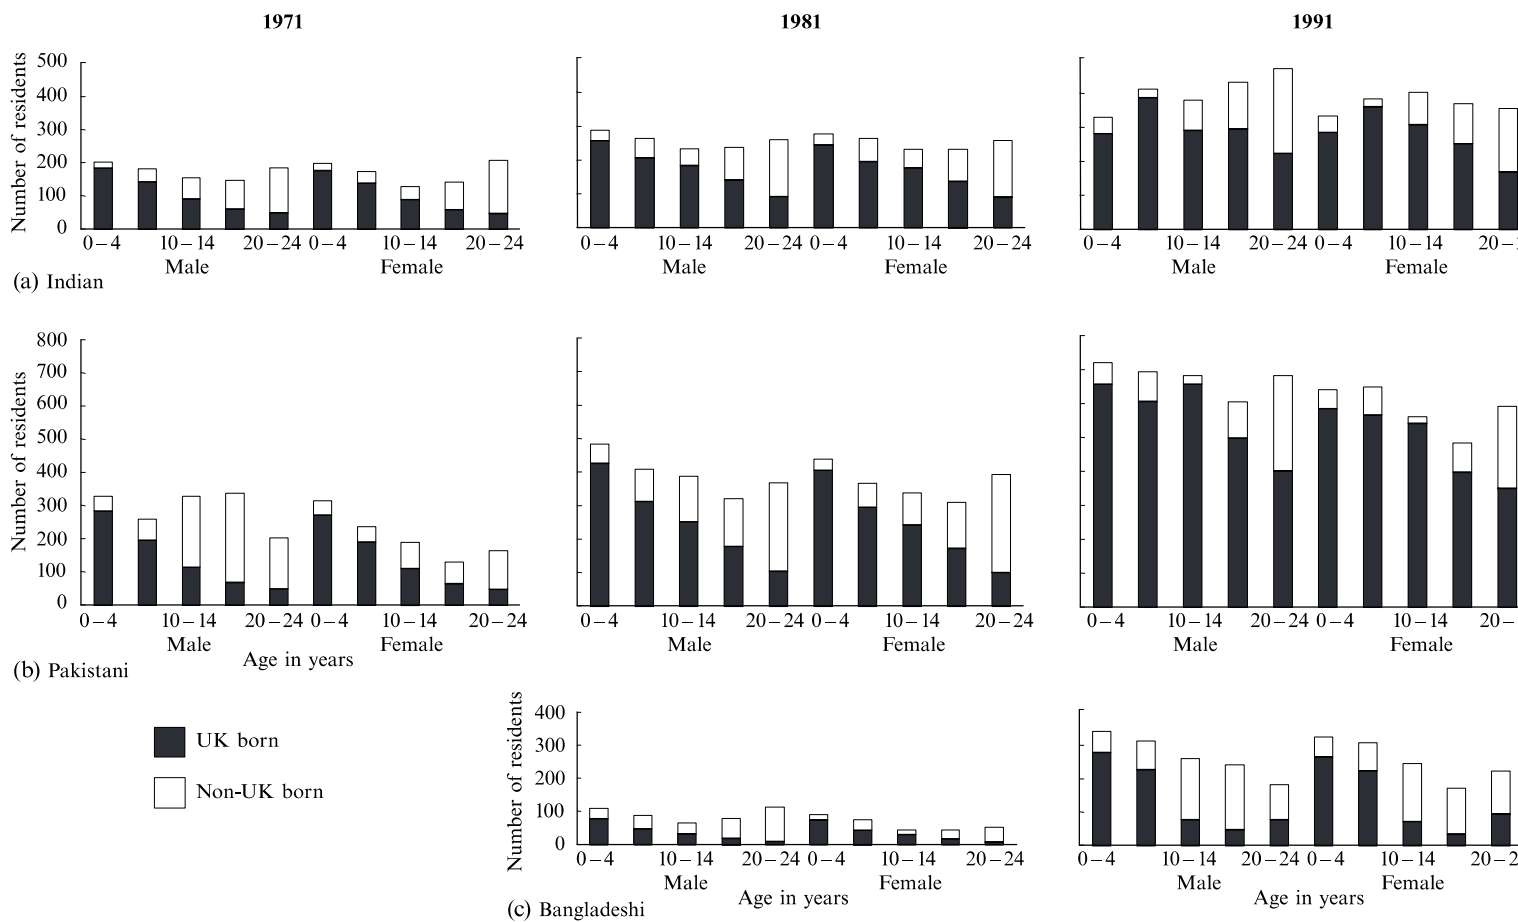 1971 1981 1991
Number of residents
500
400
300
200
100
0
0–4 10–14 20–24 0–4 10–14 20–24
Male Female
0–4 10–14 20–24 0–4 10–14 20–24
Male Female
0–4 10–14 20–24 0–4 10–14 20–
Male Female
(a) Indian
Number of residents
800
700
600
500
400
300
200
100
0
0–4 10–14 20–24 0–4 10–14 20–24
Male Female
Age in years
0–4 10–14 20–24 0–4 10–14 20–24
Male Female
0–4 10–14 20–24 0–4 10–14 20–
Male Female
(b) Pakistani
UK born
Non-UK born
Number of residents
400
300
200
100
0
0–4 10–14 20–24 0–4 10–14 20–24
Male Female
Age in years
0–4 10–14 20–24 0–4 10–14 20–2
Male Female
Age in years
(c) Bangladeshi